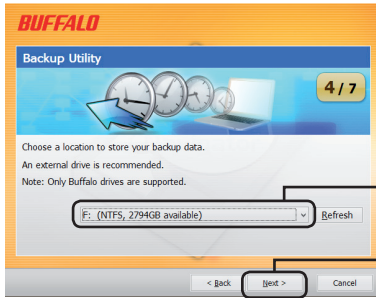 BUFFALO
Backup Utility
4/7
Choose a location to store your backup data.
An external drive is recommended.
Note: Only Buffalo drives are supported.
F: (NTFS, 2794GB available)
Refresh
< Back
Next >
Cancel